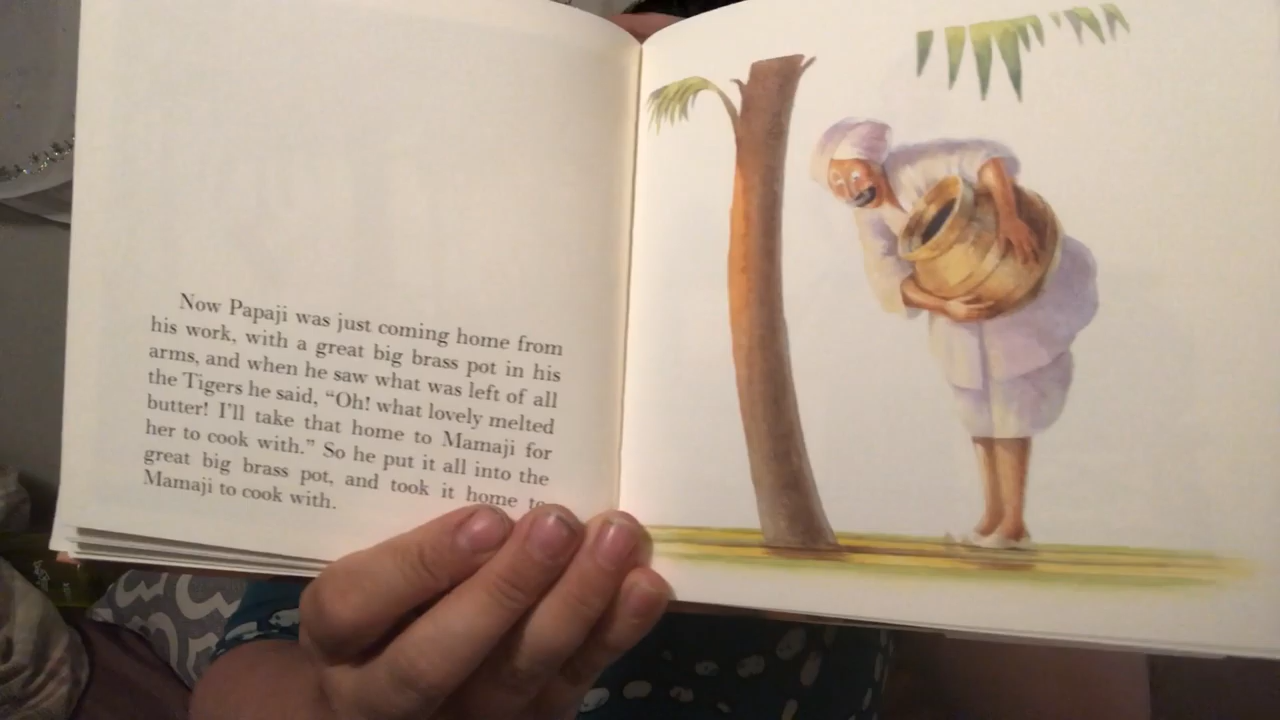 Now Papaji was just coming home from
his work, with a great big brass pot in his
arms, and when he saw what was left of all
the Tigers he said, “Oh! what lovely melted
butter! I’ll take that home to Mamaji for
her to cook with.” So he put it all into the
great big brass pot, and took it home to
Mamaji to cook with.